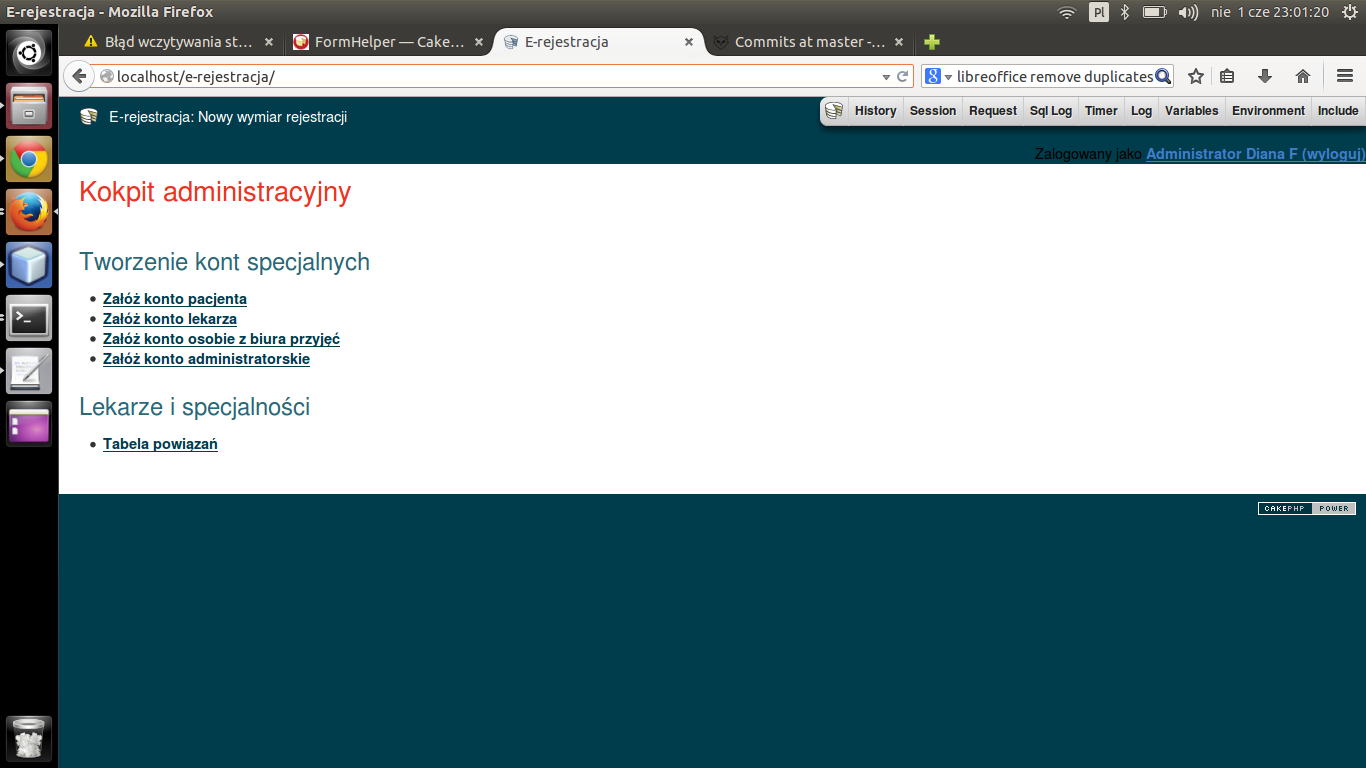 E-rejestracja - Mozilla Firefox
Pl
nie 1 cze 23:01:20
Błąd wczytywania st...
FormHelper — Cake...
E-rejestracja
Commits at master -...
localhost/e-rejestracja/
libreoffice remove duplicates
E-rejestracja: Nowy wymiar rejestracji
History
Session
Request
Sql Log
Timer
Log
Variables
Environment
Include
Zalogowany jako Administrator Diana F (wyloguj)
Kokpit administracyjny
Tworzenie kont specjalnych
Załóż konto pacjenta
Załóż konto lekarza
Załóż konto osobie z biura przyjęć
Załóż konto administratorskie
Lekarze i specjalności
Tabela powiązań
CAKEPHP POWER